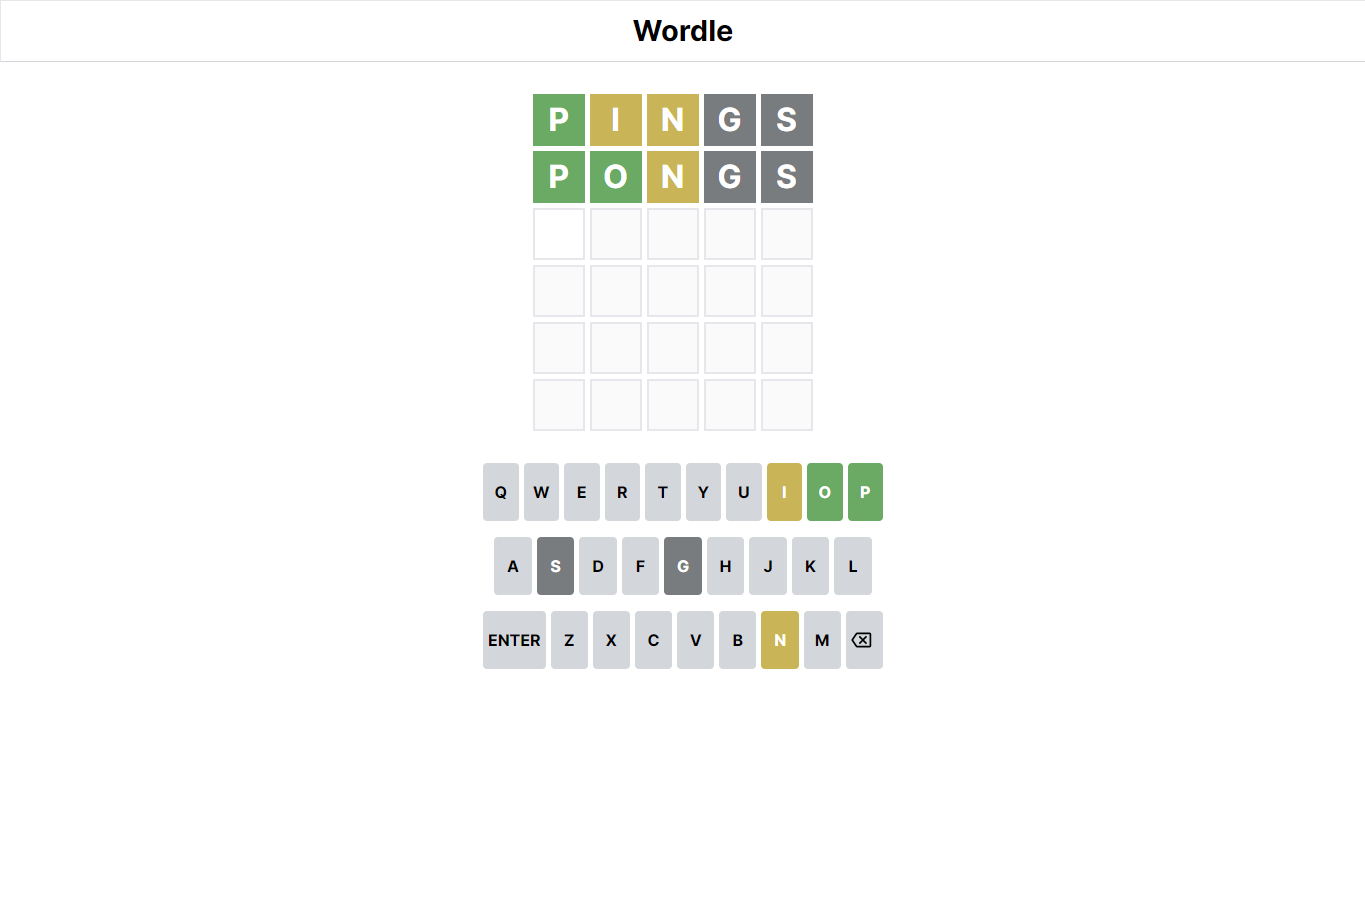 Wordle
P I N G S
P O N G S
Q W E R T Y U I O P
A S D F G H J K L
ENTER Z X C V B N M